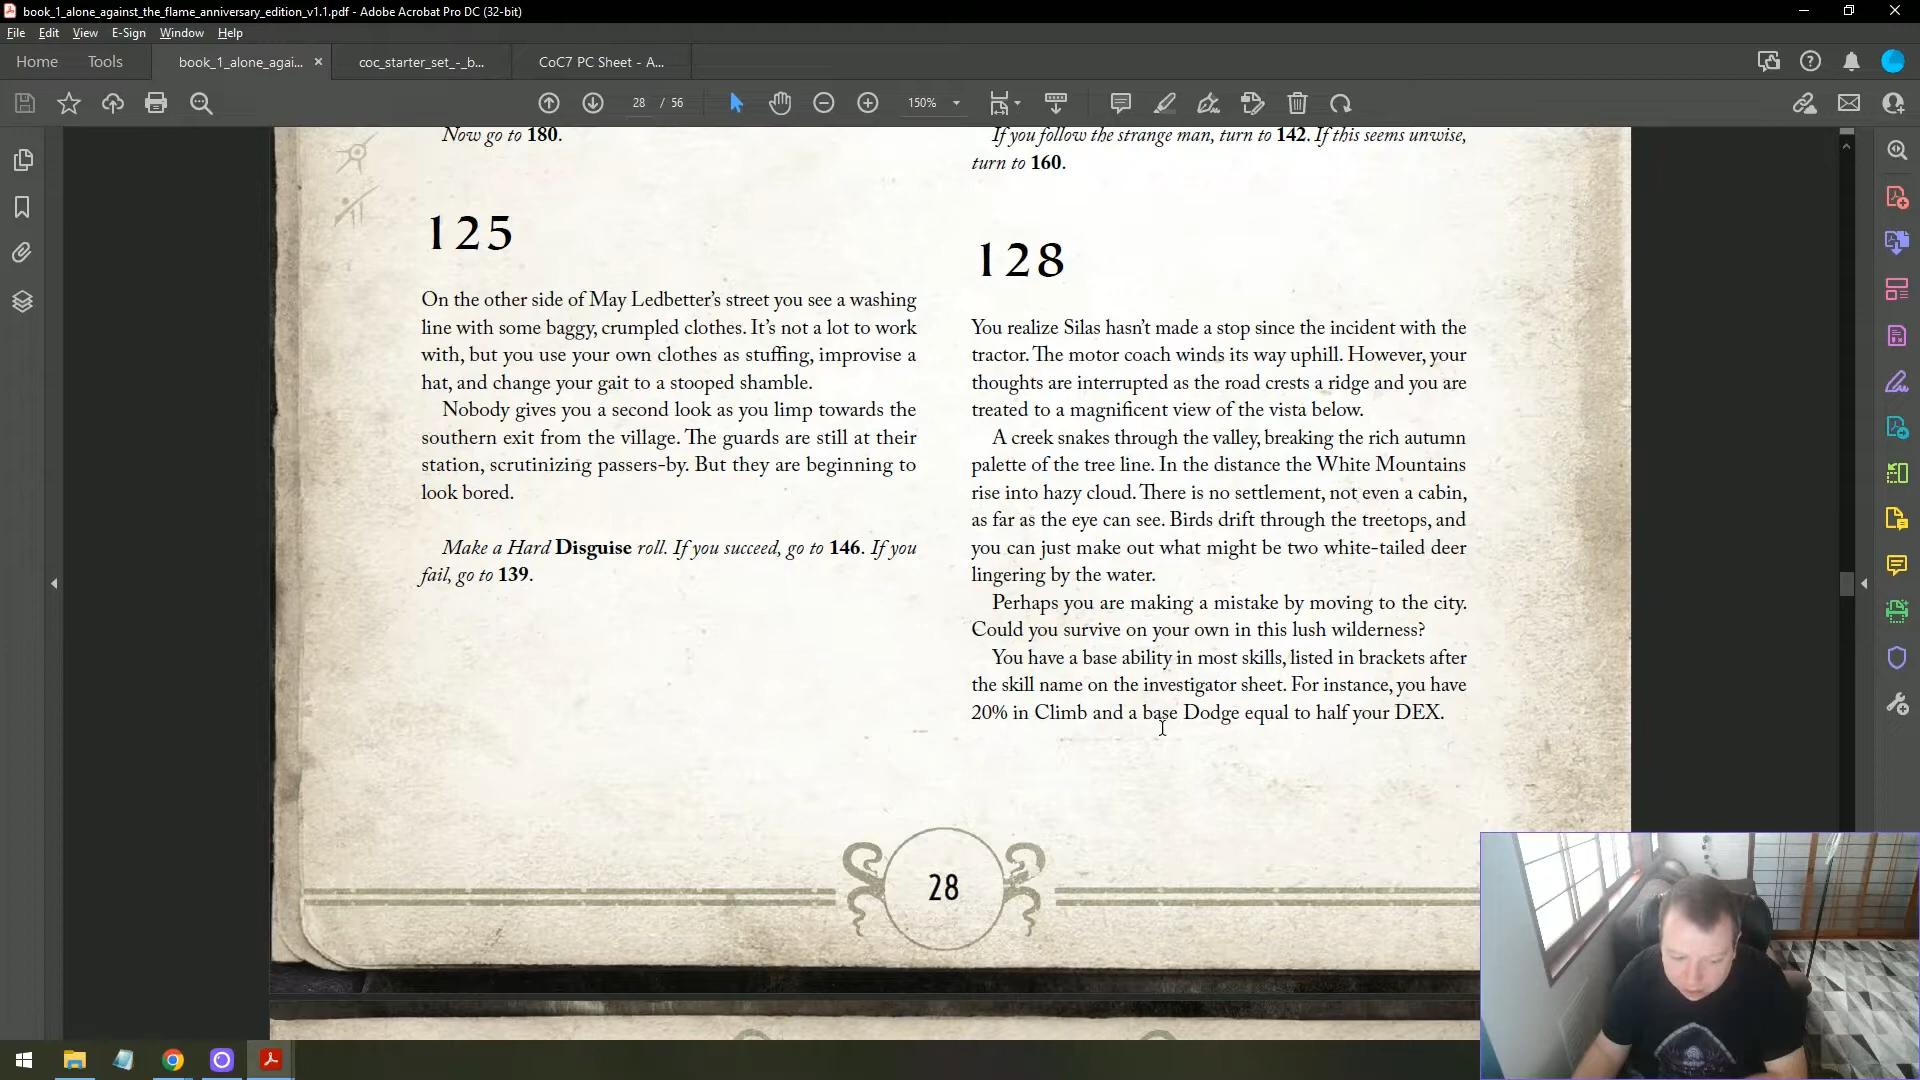 book_1_alone_against_the_flame_anniversary_edition_v1.1.pdf - Adobe Acrobat Pro DC (32-bit)
File Edit View E-Sign Window Help
Home Tools book_1_alone_agai... × coc_starter_set_-_b... CoC7 PC Sheet - A...
28 / 56 150%
Now go to 180.
125
On the other side of May Ledbetter’s street you see a washing
line with some baggy, crumpled clothes. It’s not a lot to work
with, but you use your own clothes as stuffing, improvise a
hat, and change your gait to a stooped shamble.
Nobody gives you a second look as you limp towards the
southern exit from the village. The guards are still at their
station, scrutinizing passers-by. But they are beginning to
look bored.
Make a Hard Disguise roll. If you succeed, go to 146. If you
fail, go to 139.
If you follow the strange man, turn to 142. If this seems unwise,
turn to 160.
128
You realize Silas hasn’t made a stop since the incident with the
tractor. The motor coach winds its way uphill. However, your
thoughts are interrupted as the road crests a ridge and you are
treated to a magnificent view of the vista below.
A creek snakes through the valley, breaking the rich autumn
palette of the tree line. In the distance the White Mountains
rise into hazy cloud. There is no settlement, not even a cabin,
as far as the eye can see. Birds drift through the treetops, and
you can just make out what might be two white-tailed deer
lingering by the water.
Perhaps you are making a mistake by moving to the city.
Could you survive on your own in this lush wilderness?
You have a base ability in most skills, listed in brackets after
the skill name on the investigator sheet. For instance, you have
20% in Climb and a base Dodge equal to half your DEX.
28